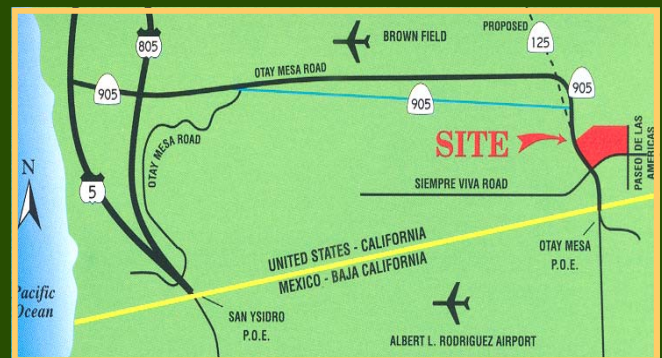 805
BROWN FIELD
PROPOSED
125
OTAY MESA ROAD
905
905
905
OTAY MESA ROAD
SITE
PASEO DE LAS
AMERICAS
N
5
SIEMPRE VIVA ROAD
UNITED STATES - CALIFORNIA
MEXICO - BAJA CALIFORNIA
OTAY MESA
P.O.E.
Pacific
Ocean
SAN YSIDRO
P.O.E.
ALBERT L. RODRIGUEZ AIRPORT